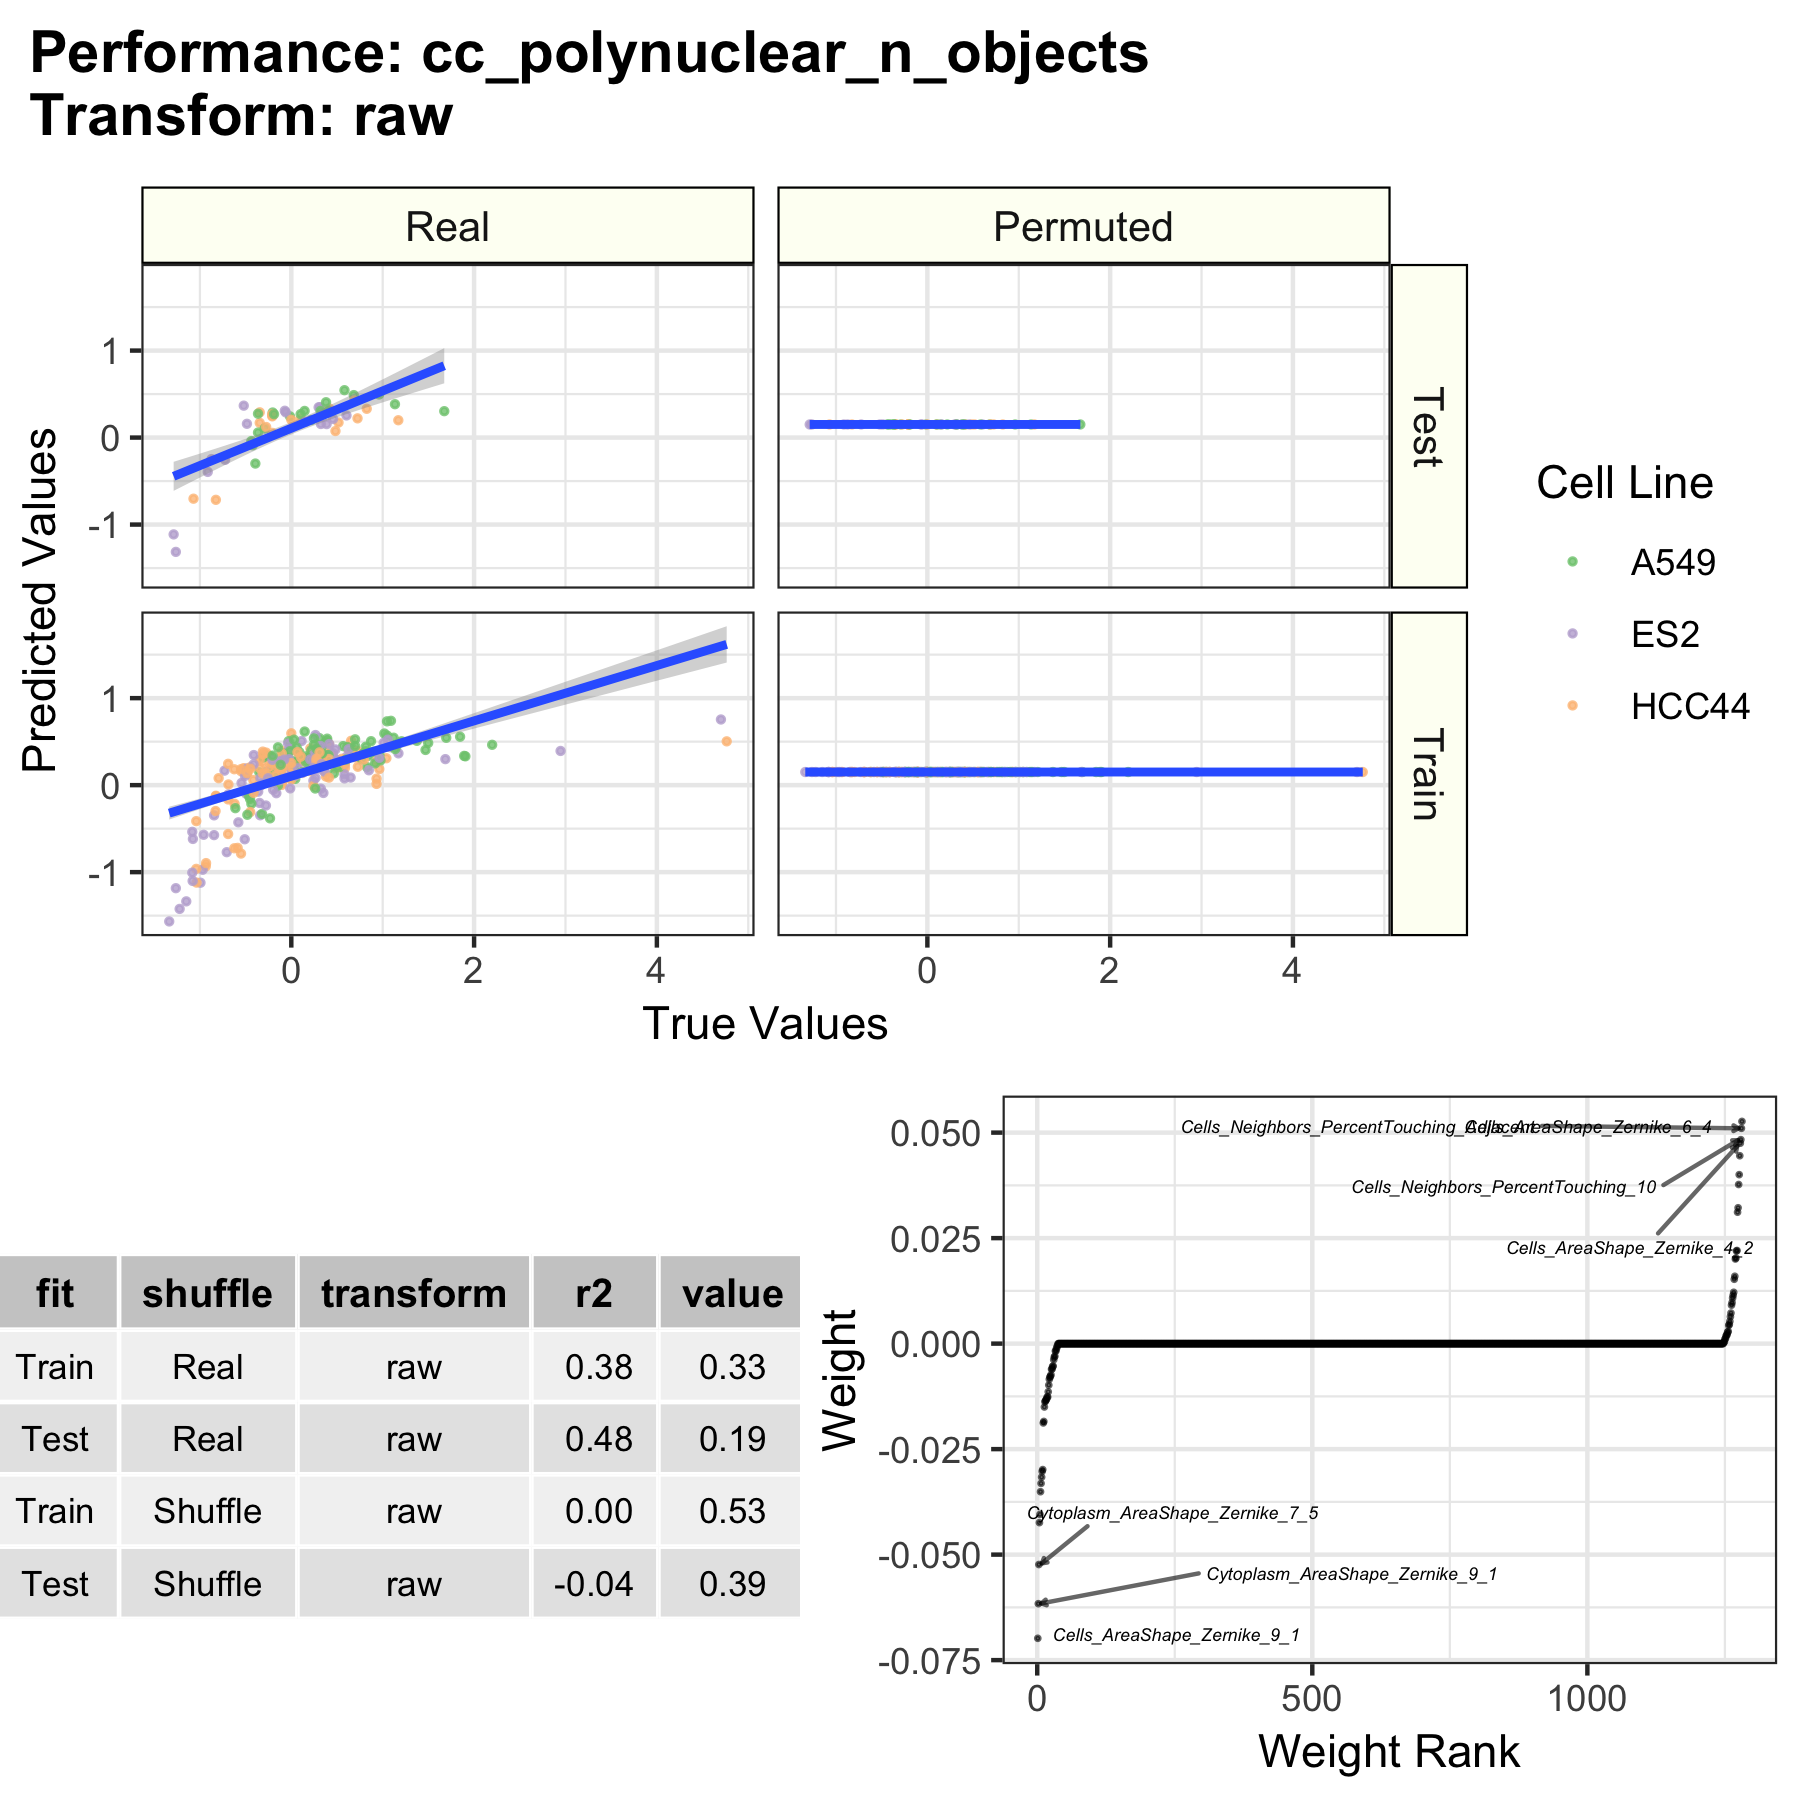 Performance: cc_polynuclear_n_objects
Transform: raw
Real
Permuted
1
0
-1
Test
1
0
-1
Train
0
2
4
0
2
4
Predicted Values
True Values
Cell Line
A549
ES2
HCC44
fit shuffle transform r2 value
Train Real raw 0.38 0.33
Test Real raw 0.48 0.19
Train Shuffle raw 0.00 0.53
Test Shuffle raw -0.04 0.39
0.050
0.025
0.000
-0.025
-0.050
-0.075
Weight
Cells_Neighbors_PercentTouching_Adjacent
Cells_AreaShape_Zernike_6_4
Cells_Neighbors_PercentTouching_10
Cells_AreaShape_Zernike_4_2
Cytoplasm_AreaShape_Zernike_7_5
Cytoplasm_AreaShape_Zernike_9_1
Cells_AreaShape_Zernike_9_1
0
500
1000
Weight Rank